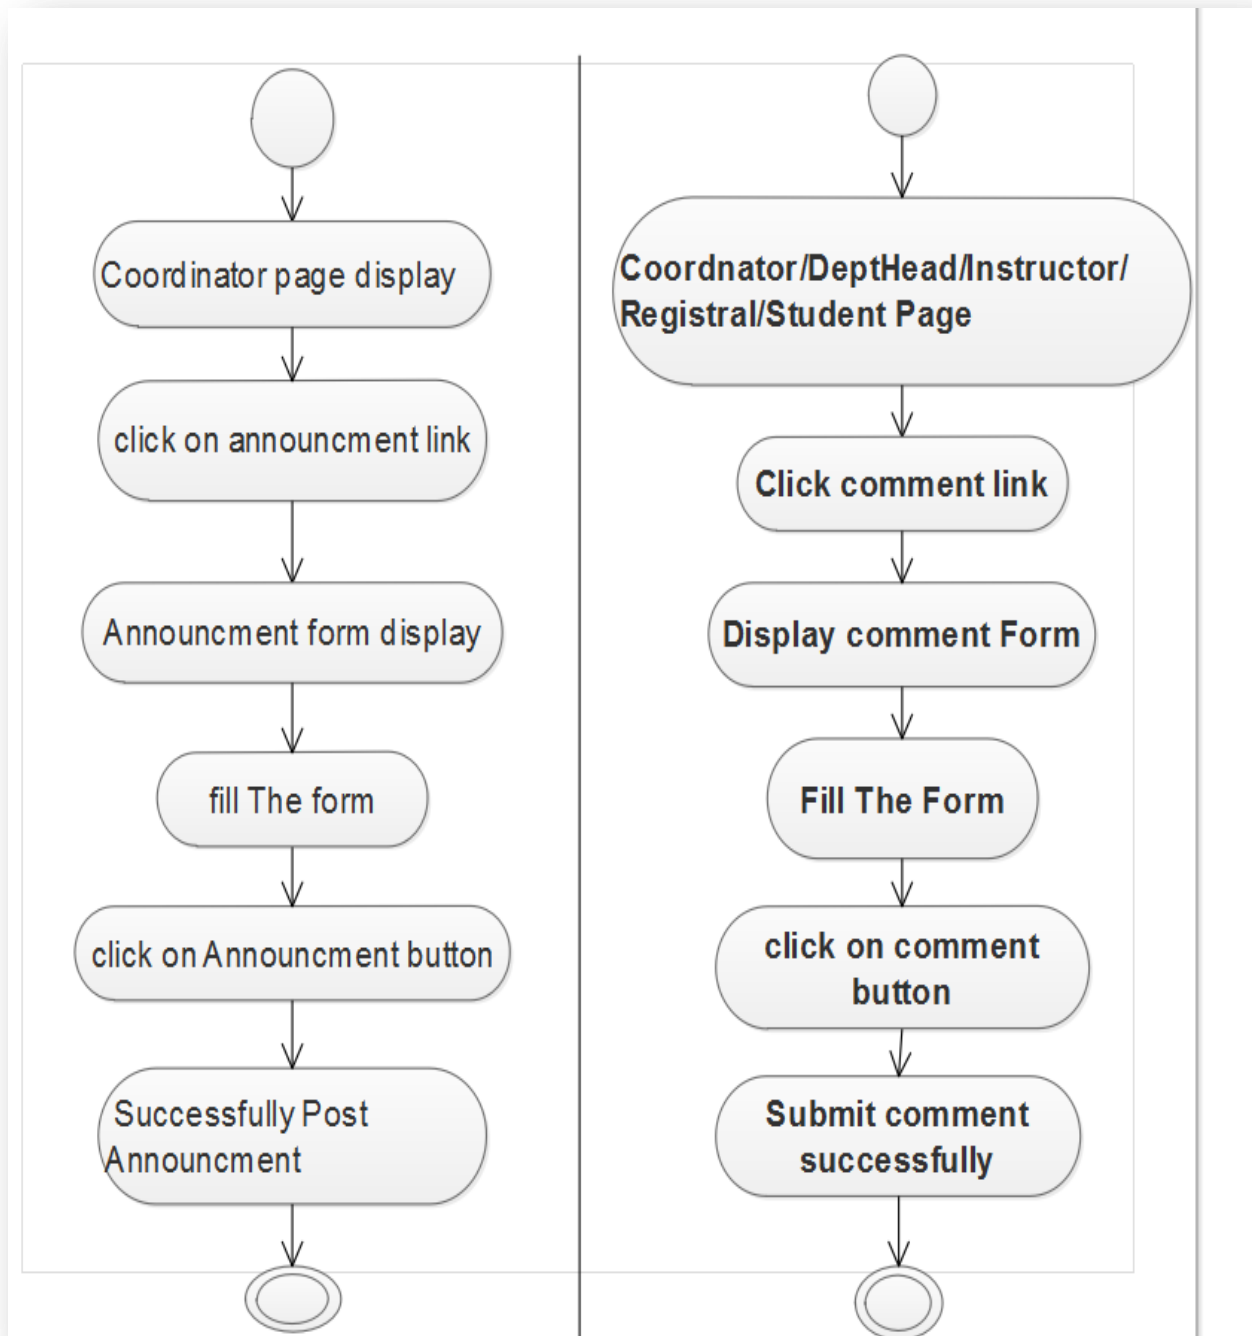 Coordinator page display
click on announcment link
Announcment form display
fill The form
click on Announcment button
Successfully Post
Announcment
Coordnator/DeptHead/Instructor/
Registral/Student Page
Click comment link
Display comment Form
Fill The Form
click on comment
button
Submit comment
successfully